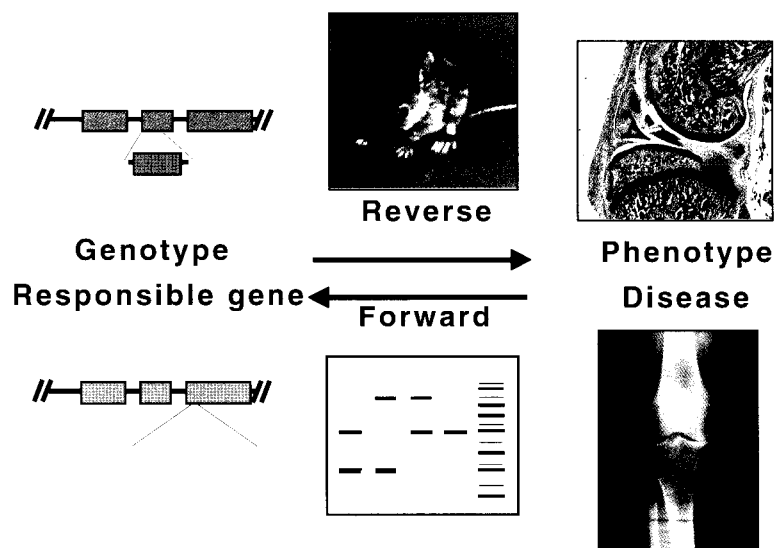 Reverse
Genotype
Phenotype
Responsible gene
Disease
Forward